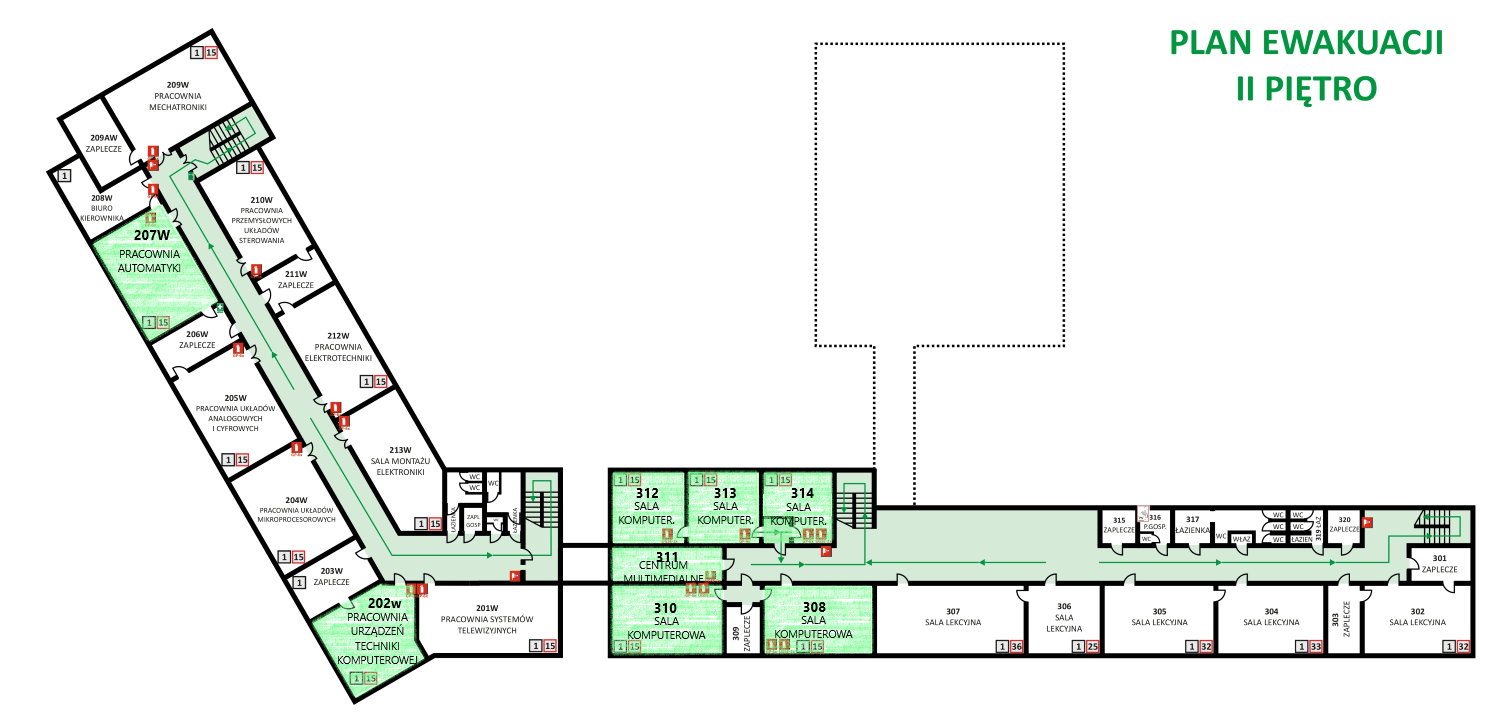 PLAN EWAKUACJI
II PIĘTRO
1 15
209W
PRACOWNIA
MECHATRONIKI
209AW
ZAPLECZE
1
208W
BIURO
KIEROWNIKA
1 15
210W
PRACOWNIA
PRZEMYSŁOWYCH
UKŁADÓW
STEROWANIA
207W
PRACOWNIA
AUTOMATYKI
1 15
211W
ZAPLECZE
206W
ZAPLECZE
212W
PRACOWNIA
ELEKTROTECHNIKI
1 15
205W
PRACOWNIA UKŁADÓW
ANALOGOWYCH
I CYFROWYCH
1 15
213W
SALA MONTAŻU
ELEKTRONIKI
1 15
204W
PRACOWNIA UKŁADÓW
MIKROPROCESOROWYCH
1 15
203W
ZAPLECZE
1
202w
PRACOWNIA
URZĄDZEŃ
TECHNIKI
KOMPUTEROWEJ
1 15
201W
PRACOWNIA SYSTEMÓW
TELEWIZYJNYCH
1 15
WC
WC
WC
ŁAZIENKA
ZAPL.
GOSP
ŁAZIENKA
1 15
312
SALA
KOMPUTER.
1 15
313
SALA
KOMPUTER.
1 15
314
SALA
KOMPUTER.
311
CENTRUM
MULTIMEDIALNE
310
SALA
KOMPUTEROWA
1 15
309
ZAPLECZE
308
SALA
KOMPUTEROWA
1 15
307
SALA LEKCYJNA
1 36
306
SALA
LEKCYJNA
1 25
305
SALA LEKCYJNA
1 32
304
SALA LEKCYJNA
1 33
303
ZAPLECZE
302
SALA LEKCYJNA
1 32
301
ZAPLECZE
315
ZAPLECZE
316
P.GOSP.
WC
317
ŁAZIENKA
WC
WŁAZ
WC
WC
WC
WC
WC
ŁAZIEN
319 ŁAZ
320
ZAPLECZE